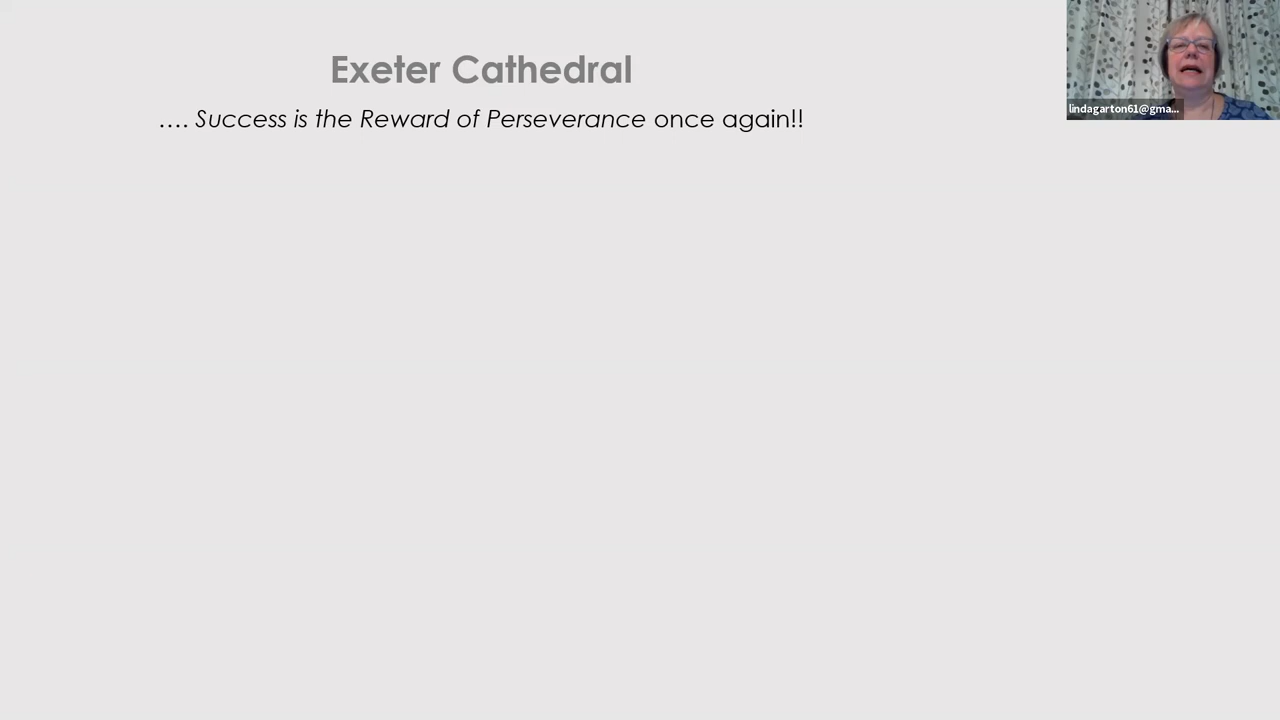 Exeter Cathedral
.... Success is the Reward of Perseverance once again!!
lindagarton61@gma...